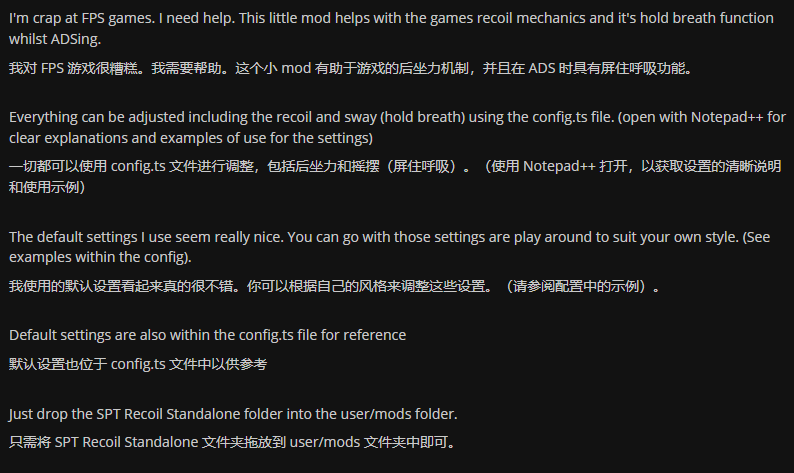 I'm crap at FPS games. I need help. This little mod helps with the games recoil mechanics and it's hold breath function
whilst ADSing.
我对 FPS 游戏很糟糕。我需要帮助。这个小 mod 有助于游戏的后坐力机制，并且在 ADS 时具有屏住呼吸功能。
Everything can be adjusted including the recoil and sway (hold breath) using the config.ts file. (open with Notepad++ for
clear explanations and examples of use for the settings)
一切都可以使用 config.ts 文件进行调整，包括后坐力和摇摆（屏住呼吸）。（使用 Notepad++ 打开，以获取设置的清晰说明
和使用示例）
The default settings I use seem really nice. You can go with those settings are play around to suit your own style. (See
examples within the config).
我使用的默认设置看起来真的很不错。你可以根据自己的风格来调整这些设置。（请参阅配置中的示例）。
Default settings are also within the config.ts file for reference
默认设置也位于 config.ts 文件中以供参考
Just drop the SPT Recoil Standalone folder into the user/mods folder.
只需将 SPT Recoil Standalone 文件夹拖放到 user/mods 文件夹中即可。